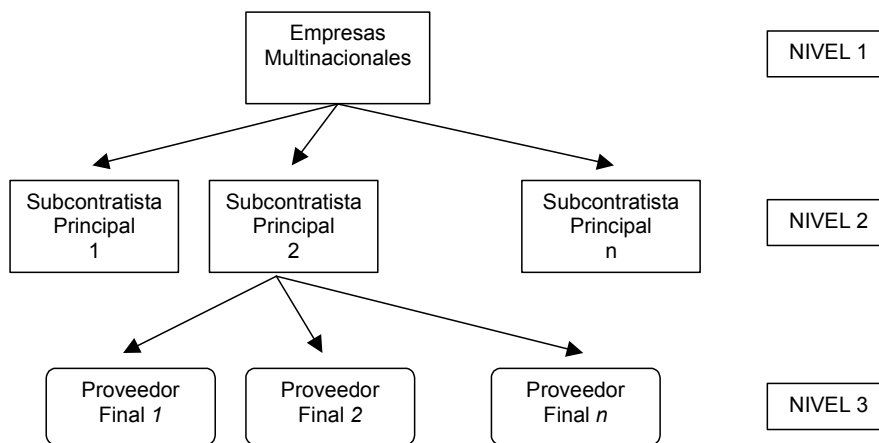 Empresas
Multinacionales
NIVEL 1
Subcontratista
Principal
1
Subcontratista
Principal
2
Subcontratista
Principal
n
NIVEL 2
Proveedor
Final 1
Proveedor
Final 2
Proveedor
Final n
NIVEL 3